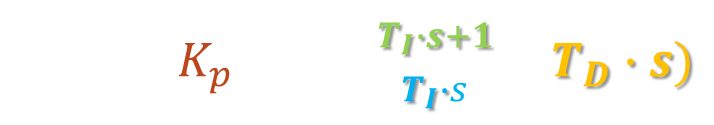 K_p
T_I·s+1
T_I·s
T_D · s)